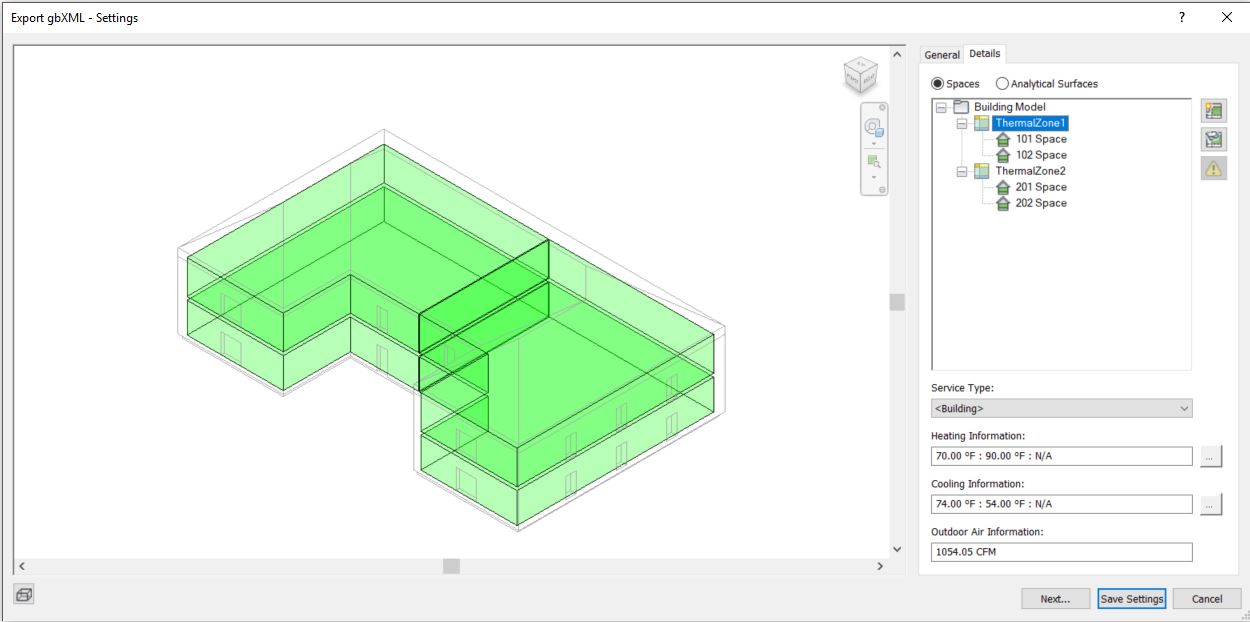 Export gbXML - Settings
?
General
Details
Spaces
Analytical Surfaces
Building Model
ThermalZone1
101 Space
102 Space
ThermalZone2
201 Space
202 Space
Service Type:
<Building>
Heating Information:
70.00 °F : 90.00 °F : N/A
...
Cooling Information:
74.00 °F : 54.00 °F : N/A
...
Outdoor Air Information:
1054.05 CFM
Next...
Save Settings
Cancel